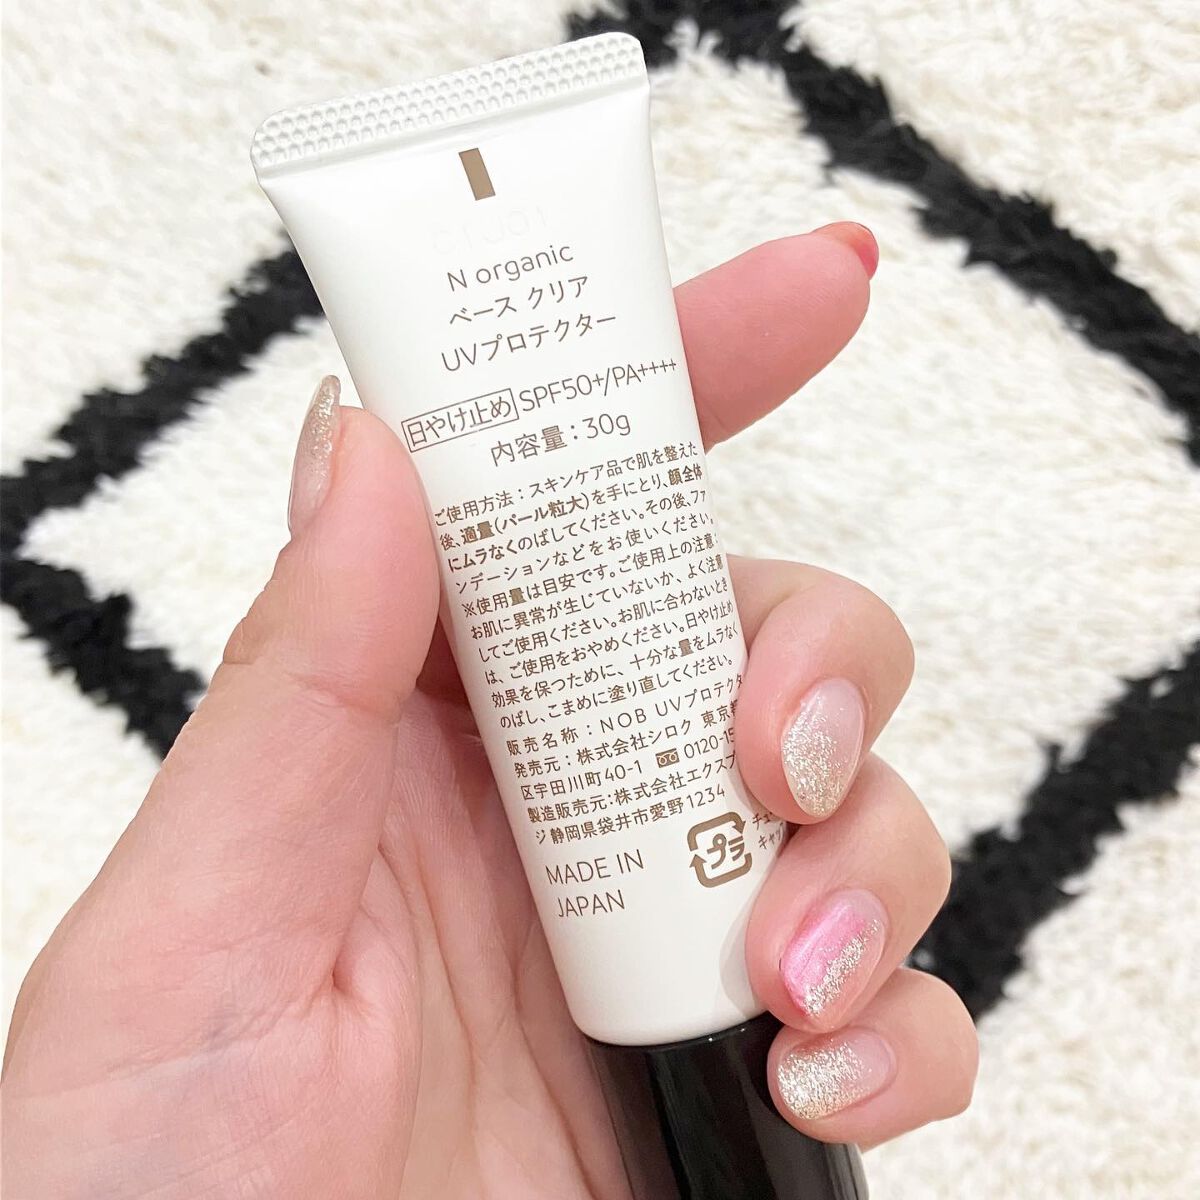 N organic
ベース クリア
UVプロテクター
日やけ止め SPF50+/PA++++
内容量：30g
ご使用方法：スキンケア品で肌を整えた
後、適量(パール粒大)を手にとり、顔全体
にムラなくのばしてください。その後、ファ
ンデーションなどをお使いください。
※使用量は目安です。ご使用上の注意：
お肌に異常が生じていないか、よく注意
してご使用ください。お肌に合わないとき
は、ご使用をおやめください。日やけ止め
効果を保つために、十分な量をムラなく
のばし、こまめに塗り直してください。
販売名称：NOB UVプロテクタ
発売元：株式会社シロク 東京都
区宇田川町40-1 0120-15
製造販売元:株式会社エクスプ
ジ 静岡県袋井市愛野1234
プラ
キャッ
MADE IN
JAPAN